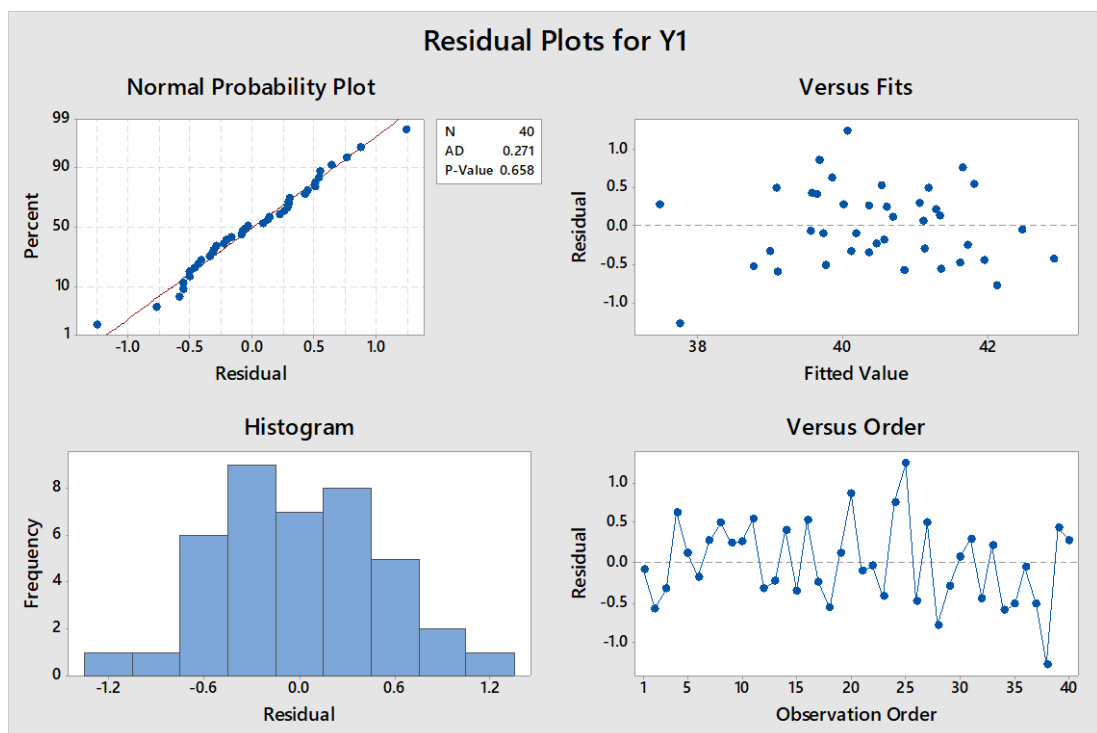 Residual Plots for Y1
Normal Probability Plot
99
90
50
10
1
Percent
-1.0 -0.5 0.0 0.5 1.0
Residual
N 40
AD 0.271
P-Value 0.658
Versus Fits
1.0
0.5
0.0
-0.5
-1.0
Residual
38 40 42
Fitted Value
Histogram
8
6
4
2
0
Frequency
-1.2 -0.6 0.0 0.6 1.2
Residual
Versus Order
1.0
0.5
0.0
-0.5
-1.0
Residual
1 5 10 15 20 25 30 35 40
Observation Order